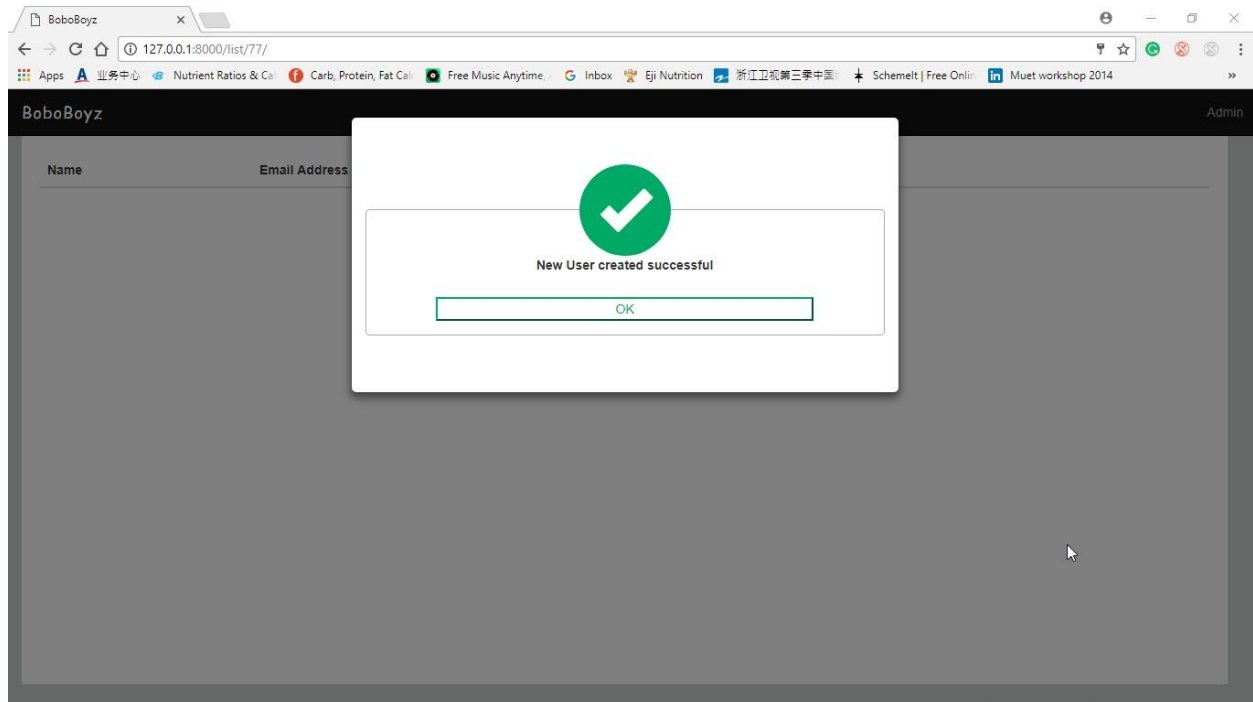 BoboBoyz
127.0.0.1:8000/list/77/
Apps 业务中心 Nutrient Ratios & Cal Carb, Protein, Fat Calc Free Music Anytime, Inbox Eji Nutrition 浙江卫视第三季中国 Schemeit | Free Onlin Muet workshop 2014 »
BoboBoyz Admin
Name Email Address
New User created successful
OK